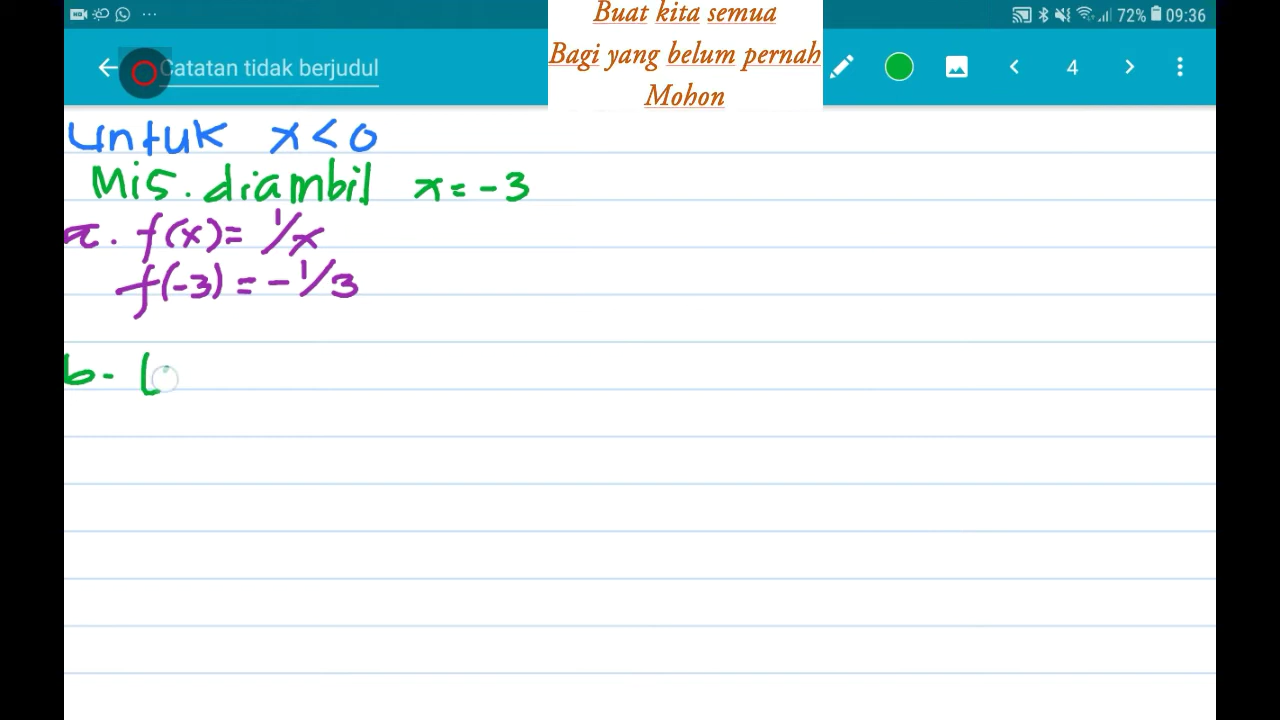 72% 09:36
Catatan tidak berjudul
Buat kita semua
Bagi yang belum pernah
Mohon
4
Untuk x < 0
Mis. diambil x = -3
a. f(x) = 1/x
f(-3) = -1/3
b. (